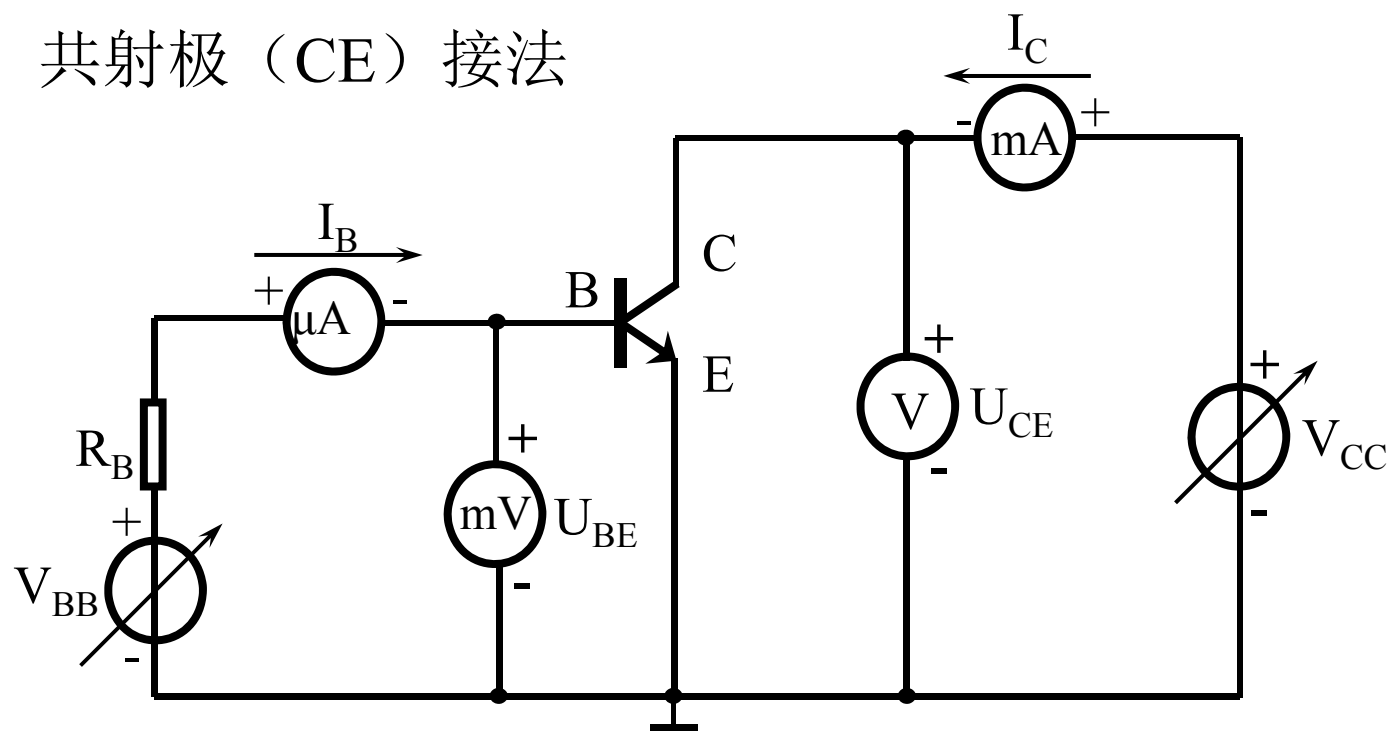 共射极（CE）接法
I_C
- mA +
I_B
+ μA -
B
C
E
+
V U_CE
-
+
V_CC
-
R_B
+
mV U_BE
-
+
V_BB
-